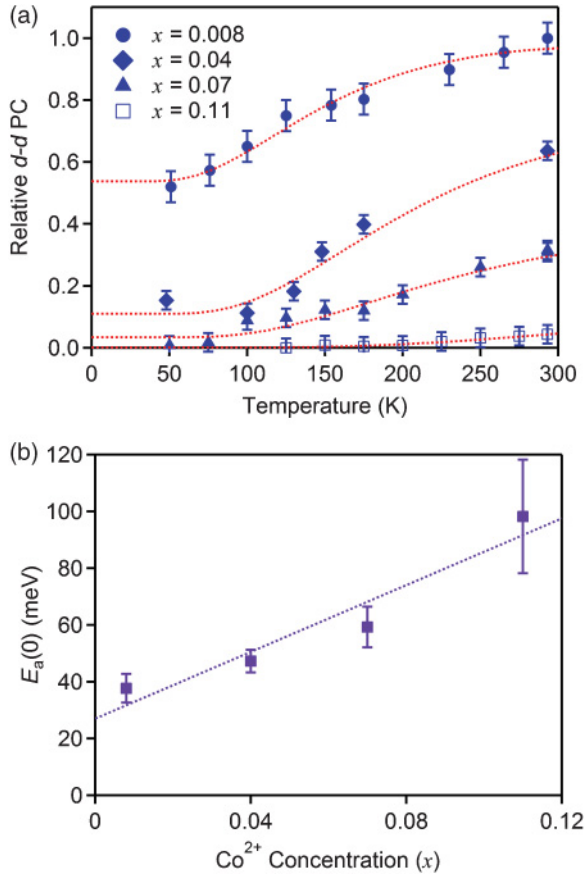 (a)
1.0
0.8
0.6
0.4
0.2
0.0
Relative d-d PC
x = 0.008
x = 0.04
x = 0.07
x = 0.11
0
50
100
150
200
250
300
Temperature (K)
(b)
120
100
80
60
40
20
0
Eₐ(0) (meV)
0
0.04
0.08
0.12
Co²⁺ Concentration (x)